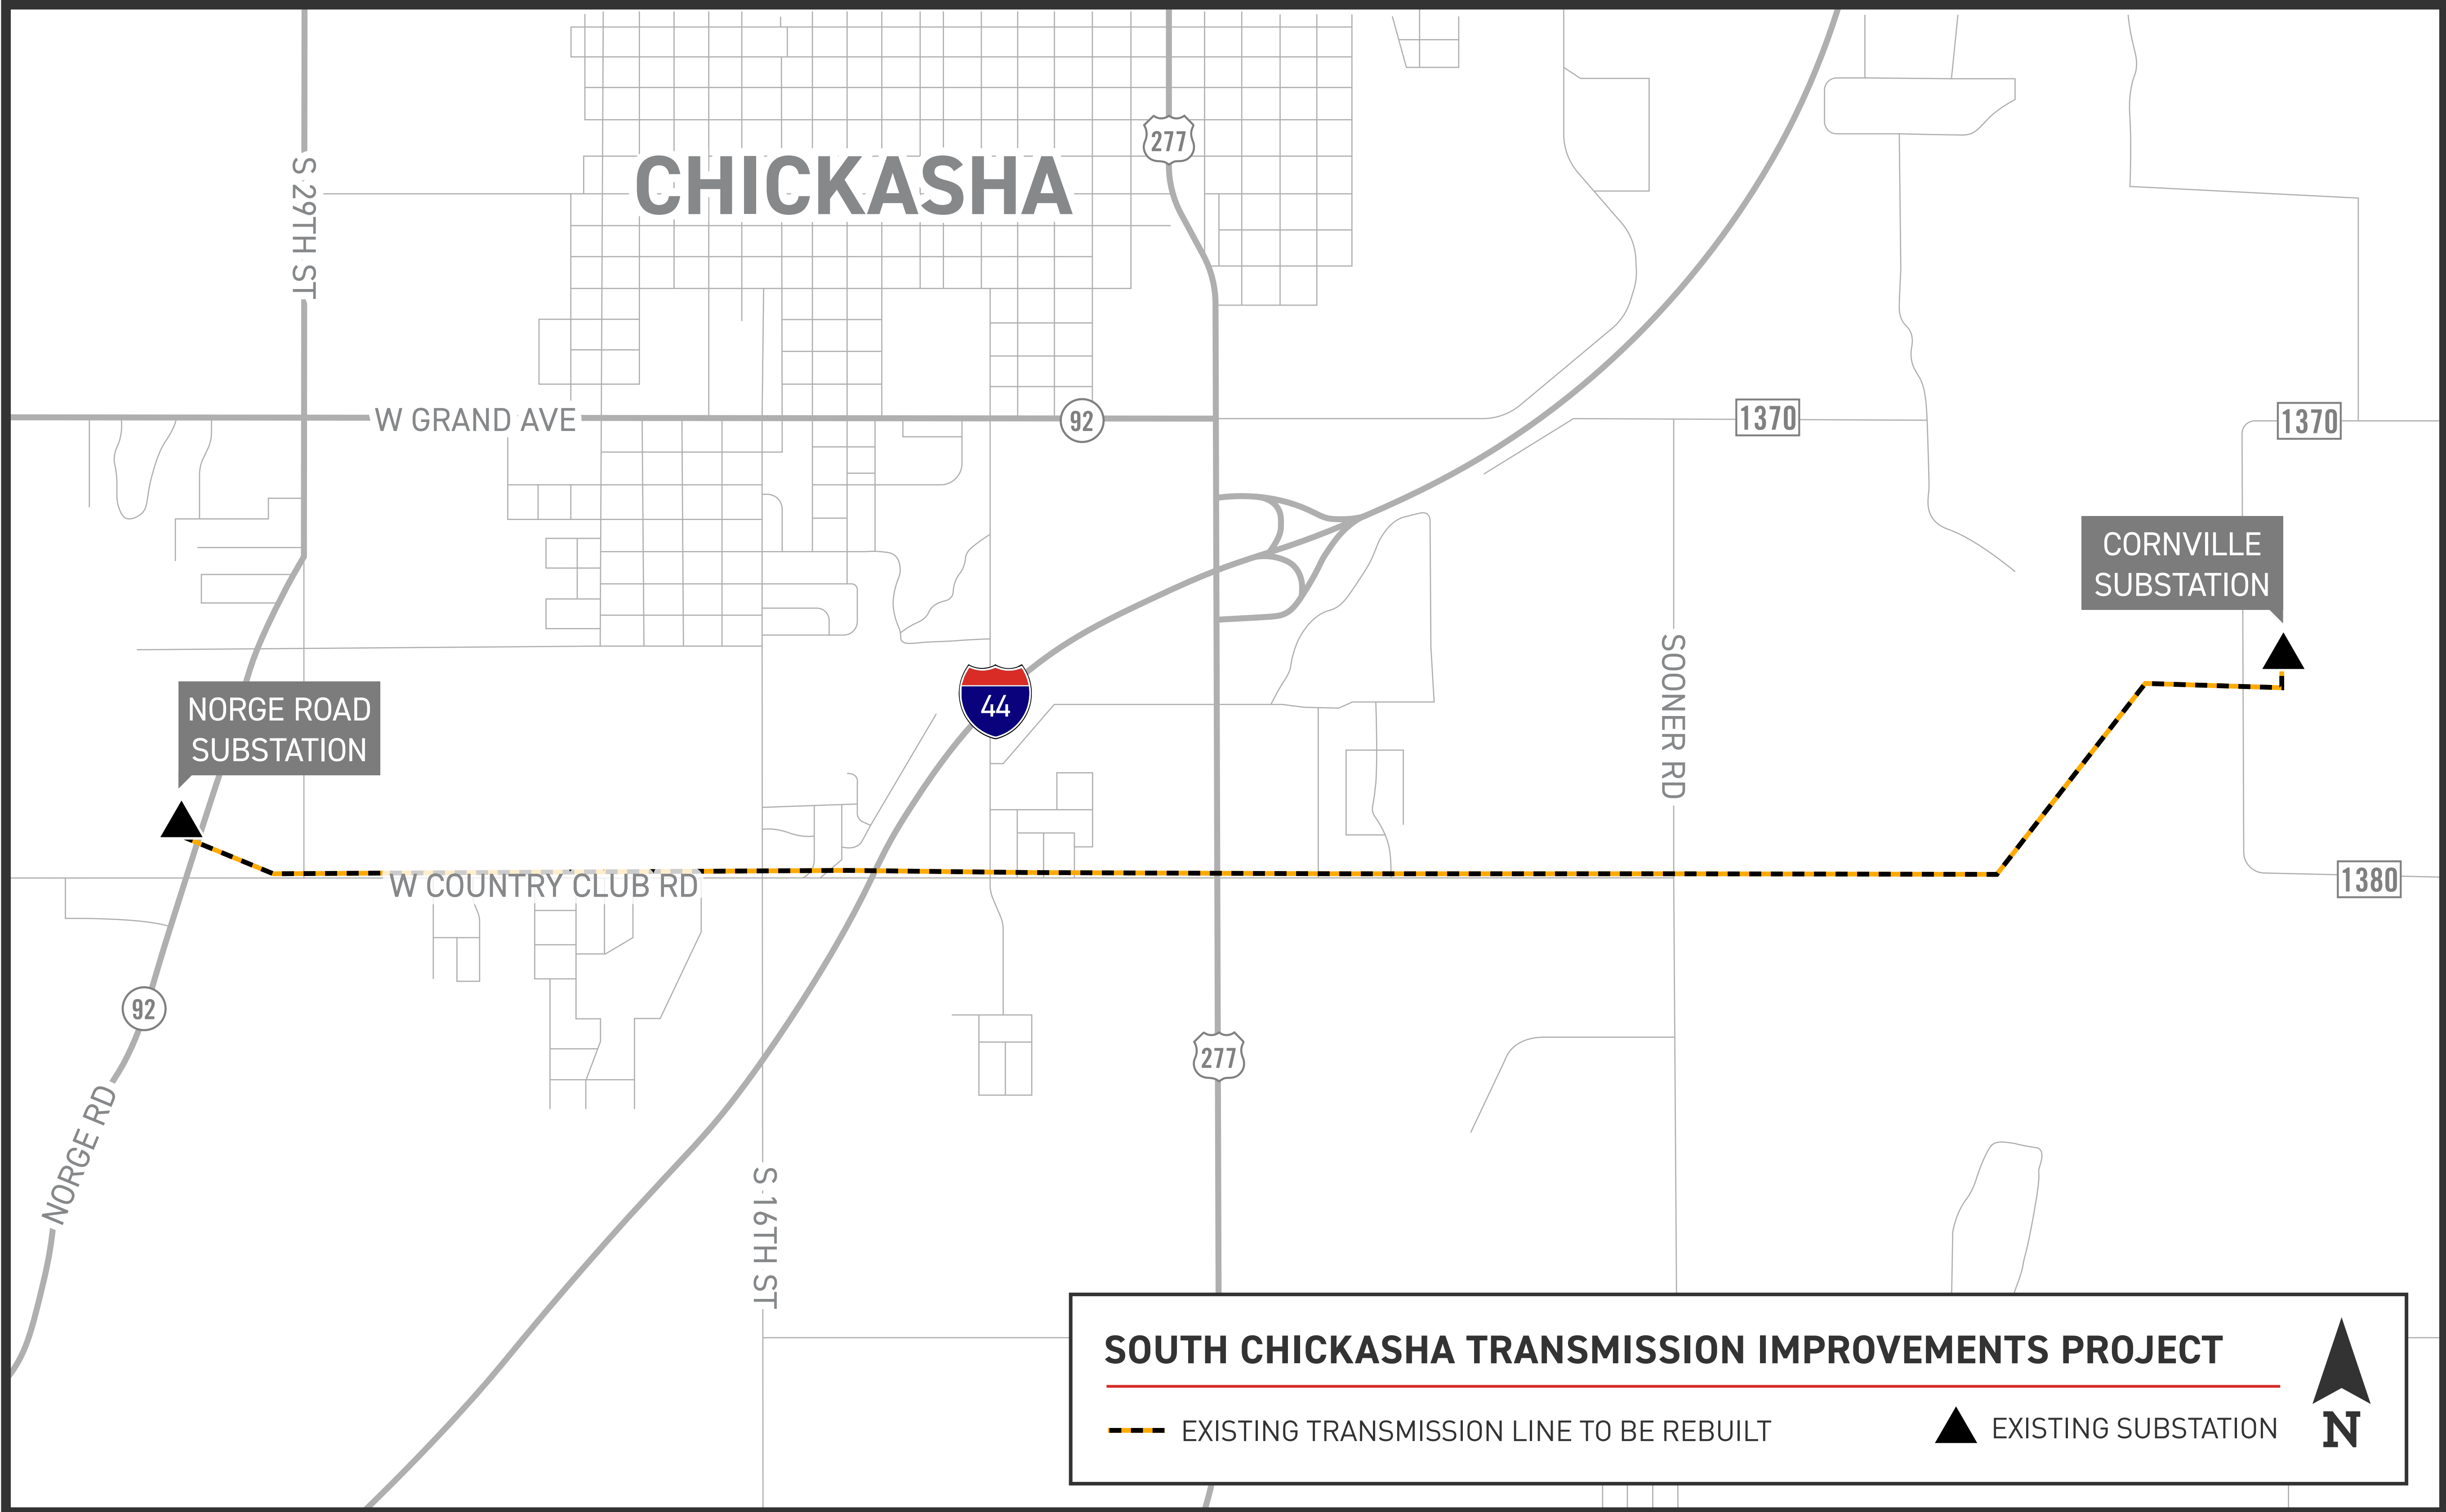 277
CHICKASHA
S 29TH ST
W GRAND AVE
92
1370
1370
CORNVILLE
SUBSTATION
SOONER RD
44
NORGE ROAD
SUBSTATION
W COUNTRY CLUB RD
1380
92
277
NORGE RD
S 16TH ST
SOUTH CHICKASHA TRANSMISSION IMPROVEMENTS PROJECT
EXISTING TRANSMISSION LINE TO BE REBUILT
EXISTING SUBSTATION
N